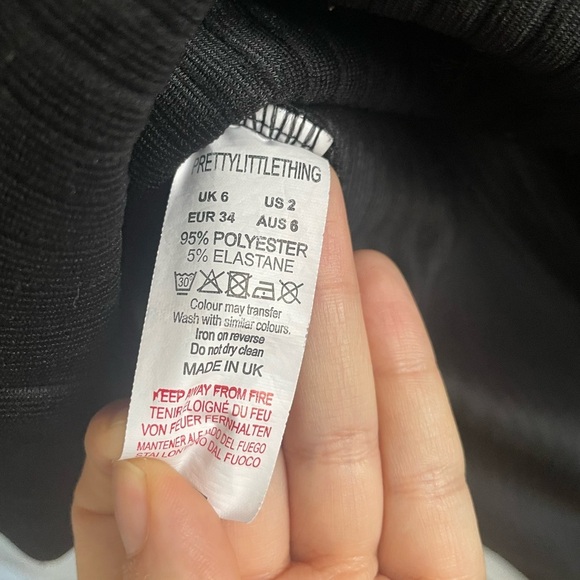 PRETTYLITTLETHING
UK 6 US 2
EUR 34 AUS 6
95% POLYESTER
5% ELASTANE
30°
Colour may transfer
Wash with similar colours.
Iron on reverse
Do not dry clean
MADE IN UK
KEEP AWAY FROM FIRE
TENIR ELOIGNÉ DU FEU
VON FEUER FERNHALTEN
MANTENER DEL FUEGO
DAL FUOCO